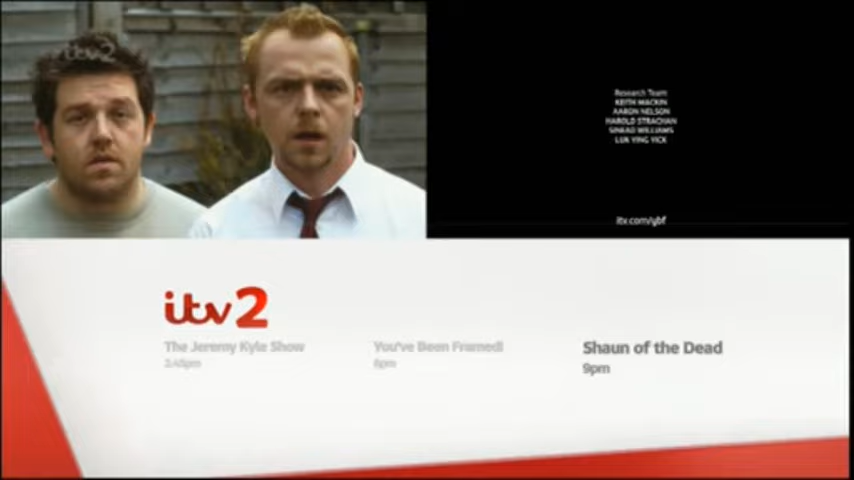 itv2
Research Team
KEITH MACKIN
AARON NELSON
HAROLD STRACHAN
SINEAD WILLIAMS
LUK YING YICK
itv.com/ybf
itv2
The Jeremy Kyle Show
2:45pm
You've Been Framed!
6pm
Shaun of the Dead
9pm